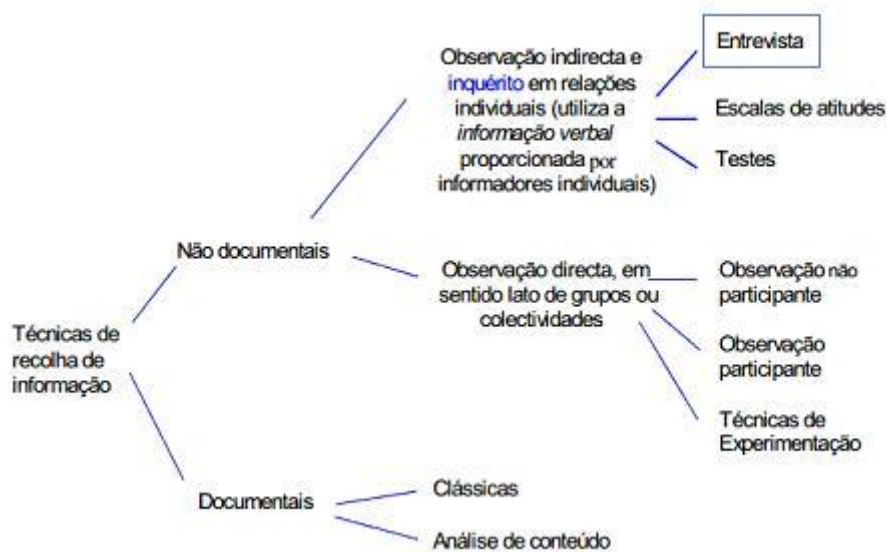 Entrevista
Observação indirecta e
inquérito em relações
individuais (utiliza a
informação verbal
proporcionada por
informadores individuais)
Escalas de atitudes
Testes
Não documentais
Observação directa, em
sentido lato de grupos ou
colectividades
Observação não
participante
Observação
participante
Técnicas de
Experimentação
Técnicas de
recolha de
informação
Documentais
Clássicas
Análise de conteúdo